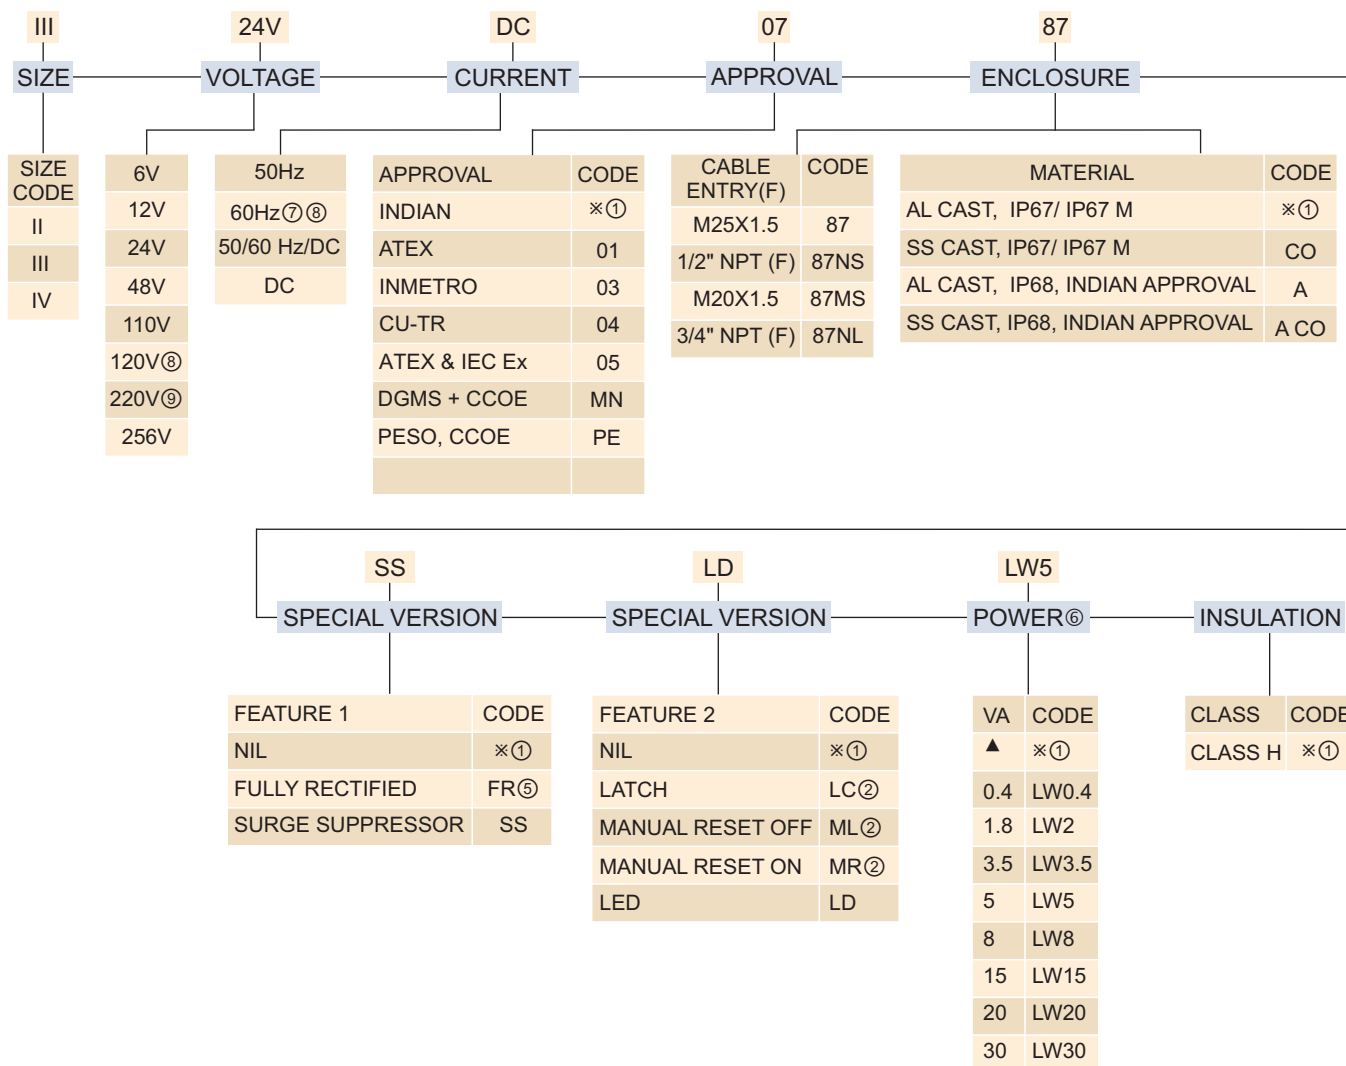 III 24V DC 07 87
SIZE VOLTAGE CURRENT APPROVAL ENCLOSURE
SIZE
CODE
II
III
IV
6V
12V
24V
48V
110V
120V⑧
220V⑨
256V
50Hz
60Hz⑦⑧
50/60 Hz/DC
DC
APPROVAL CODE
INDIAN ※①
ATEX 01
INMETRO 03
CU-TR 04
ATEX & IEC Ex 05
DGMS + CCOE MN
PESO, CCOE PE
CABLE CODE
ENTRY(F)
M25X1.5 87
1/2" NPT (F) 87NS
M20X1.5 87MS
3/4" NPT (F) 87NL
MATERIAL CODE
AL CAST, IP67/ IP67 M ※①
SS CAST, IP67/ IP67 M CO
AL CAST, IP68, INDIAN APPROVAL A
SS CAST, IP68, INDIAN APPROVAL A CO
SS LD LW5
SPECIAL VERSION SPECIAL VERSION POWER⑥ INSULATION
FEATURE 1 CODE
NIL ※①
FULLY RECTIFIED FR⑤
SURGE SUPPRESSOR SS
FEATURE 2 CODE
NIL ※①
LATCH LC②
MANUAL RESET OFF ML②
MANUAL RESET ON MR②
LED LD
VA CODE
▲ ※①
0.4 LW0.4
1.8 LW2
3.5 LW3.5
5 LW5
8 LW8
15 LW15
20 LW20
30 LW30
CLASS CODE
CLASS H ※①